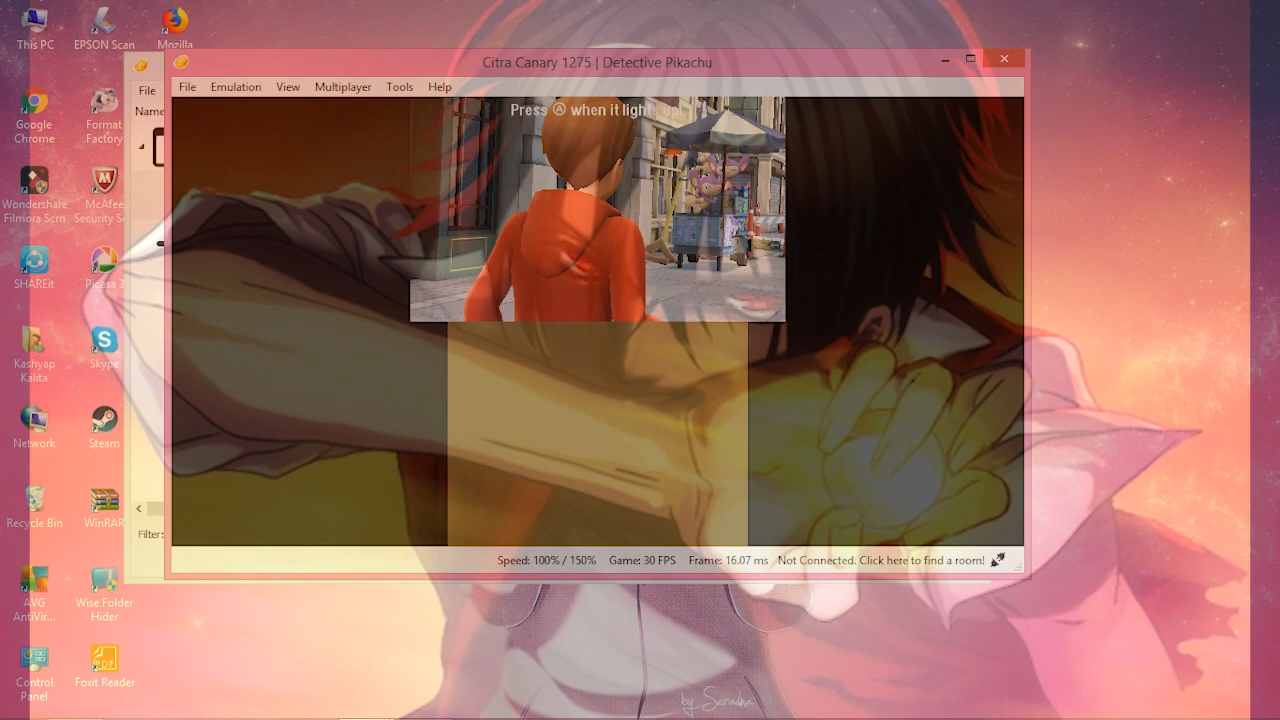 This PC
EPSON Scan
Mozilla
Google
Chrome
Format
Factory
Wondershare
Filmora Scrn
McAfee
Security S
SHAREit
Picasa 3
Kashyap
Kalita
Skype
Network
Steam
Recycle Bin
WinRAR
AVG
AntiVir...
Wise Folder
Hider
Control
Panel
Foxit Reader
File
Name
Filter:
Citra Canary 1275 | Detective Pikachu
File Emulation View Multiplayer Tools Help
Press Ⓐ when it lights up!
Speed: 100% / 150% Game: 30 FPS Frame: 16.07 ms Not Connected. Click here to find a room!